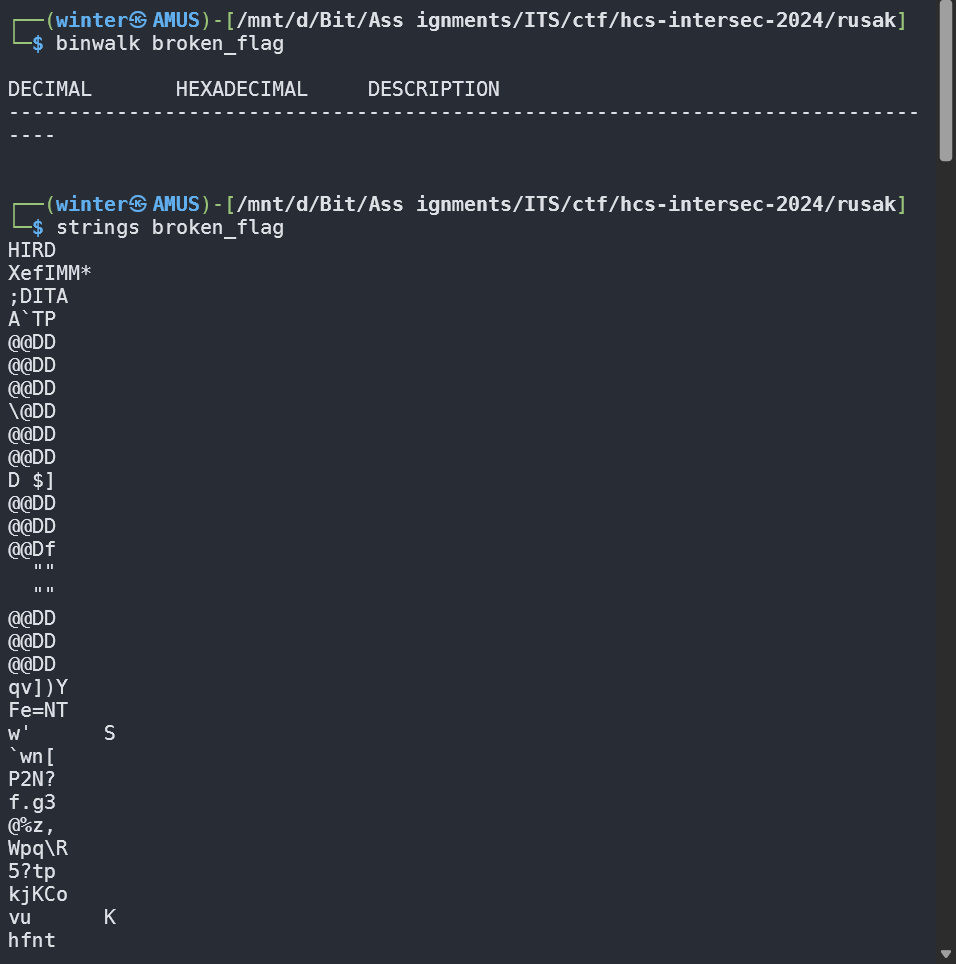 ┌──(winter㉿AMUS)-[/mnt/d/Bit/Ass ignments/ITS/ctf/hcs-intersec-2024/rusak]
└─$ binwalk broken_flag
DECIMAL       HEXADECIMAL     DESCRIPTION
----------------------------------------------------------------------------
----
┌──(winter㉿AMUS)-[/mnt/d/Bit/Ass ignments/ITS/ctf/hcs-intersec-2024/rusak]
└─$ strings broken_flag
HIRD
XefIMM*
;DITA
A`TP
@@DD
@@DD
@@DD
\@DD
@@DD
@@DD
D $]
@@DD
@@DD
@@Df
  ""
  ""
@@DD
@@DD
@@DD
qv])Y
Fe=NT
w'      S
`wn[
P2N?
f.g3
@%z,
Wpq\R
5?tp
kjKCo
vu      K
hfnt